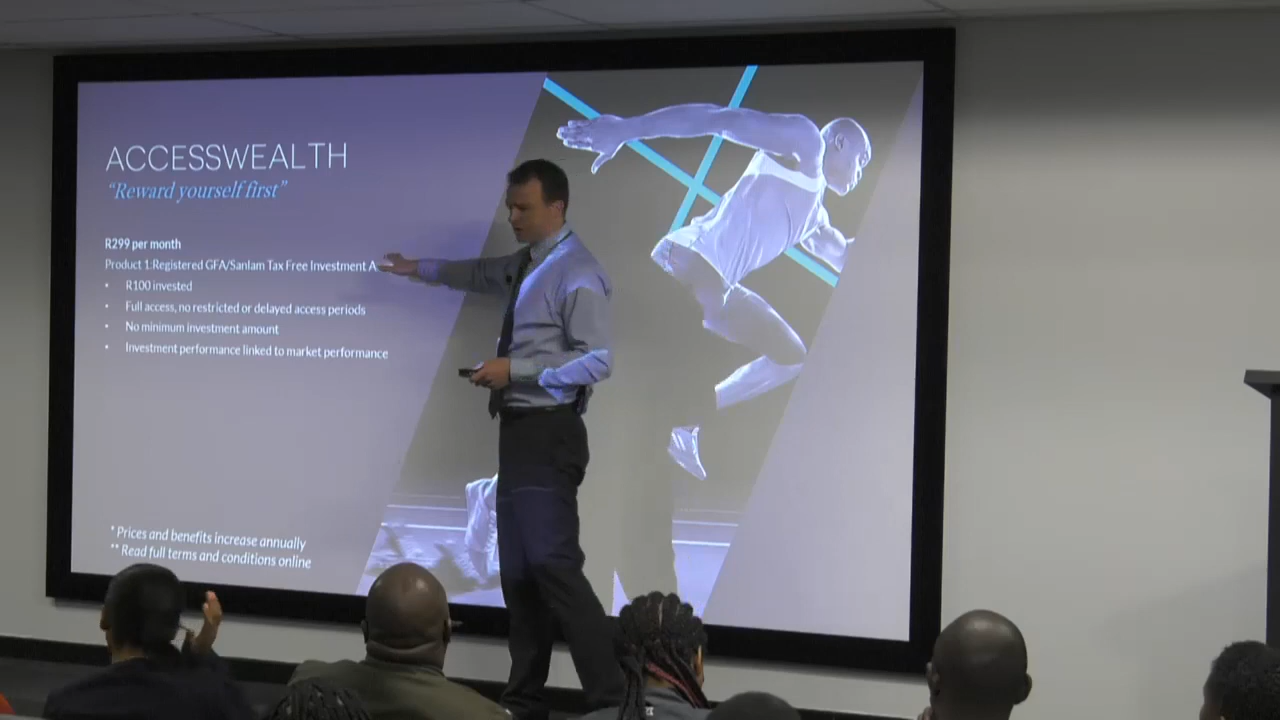 ACCESSWEALTH
“Reward yourself first”
R299 per month
Product 1:Registered GFA/Sanlam Tax Free Investment A
• R100 invested
• Full access, no restricted or delayed access periods
• No minimum investment amount
• Investment performance linked to market performance
* Prices and benefits increase annually
** Read full terms and conditions online